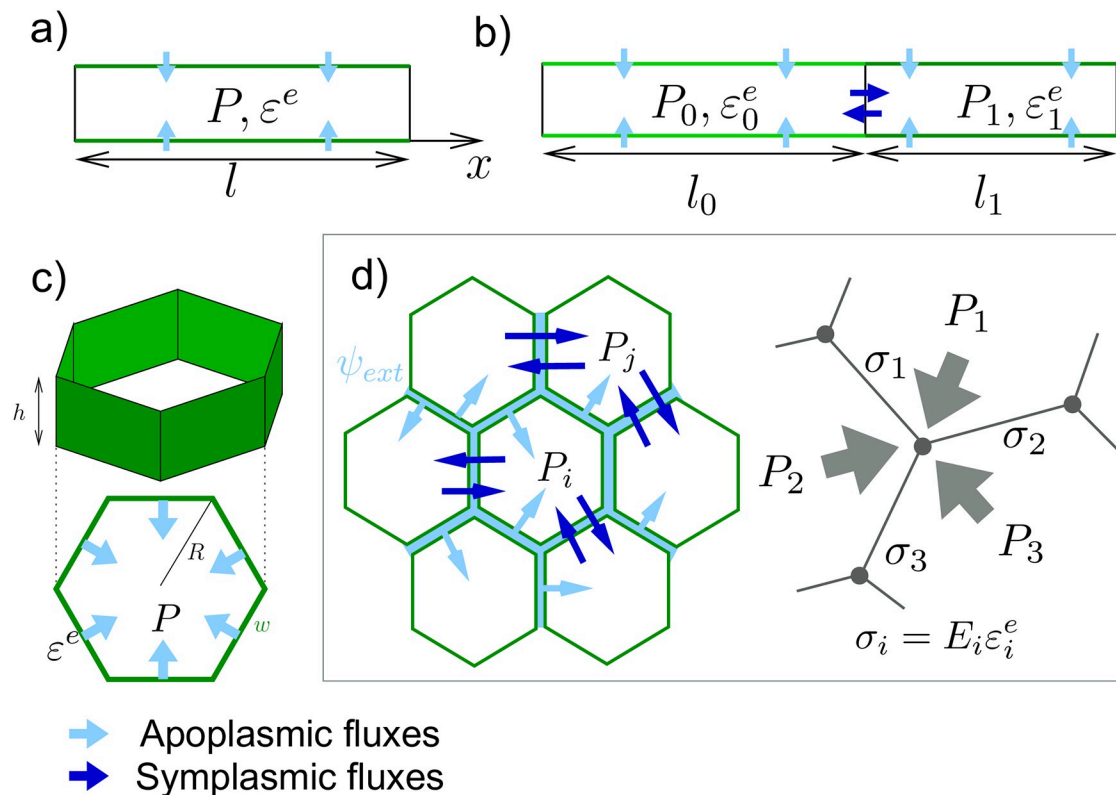 a)
P, ε^e
l
x
b)
P_0, ε_0^e
P_1, ε_1^e
l_0
l_1
c)
h
R
P
w
ε^e
d)
ψ_ext
P_j
P_i
σ_1
P_1
σ_2
P_2
σ_3
P_3
σ_i = E_i ε_i^e
Apoplasmic fluxes
Symplasmic fluxes